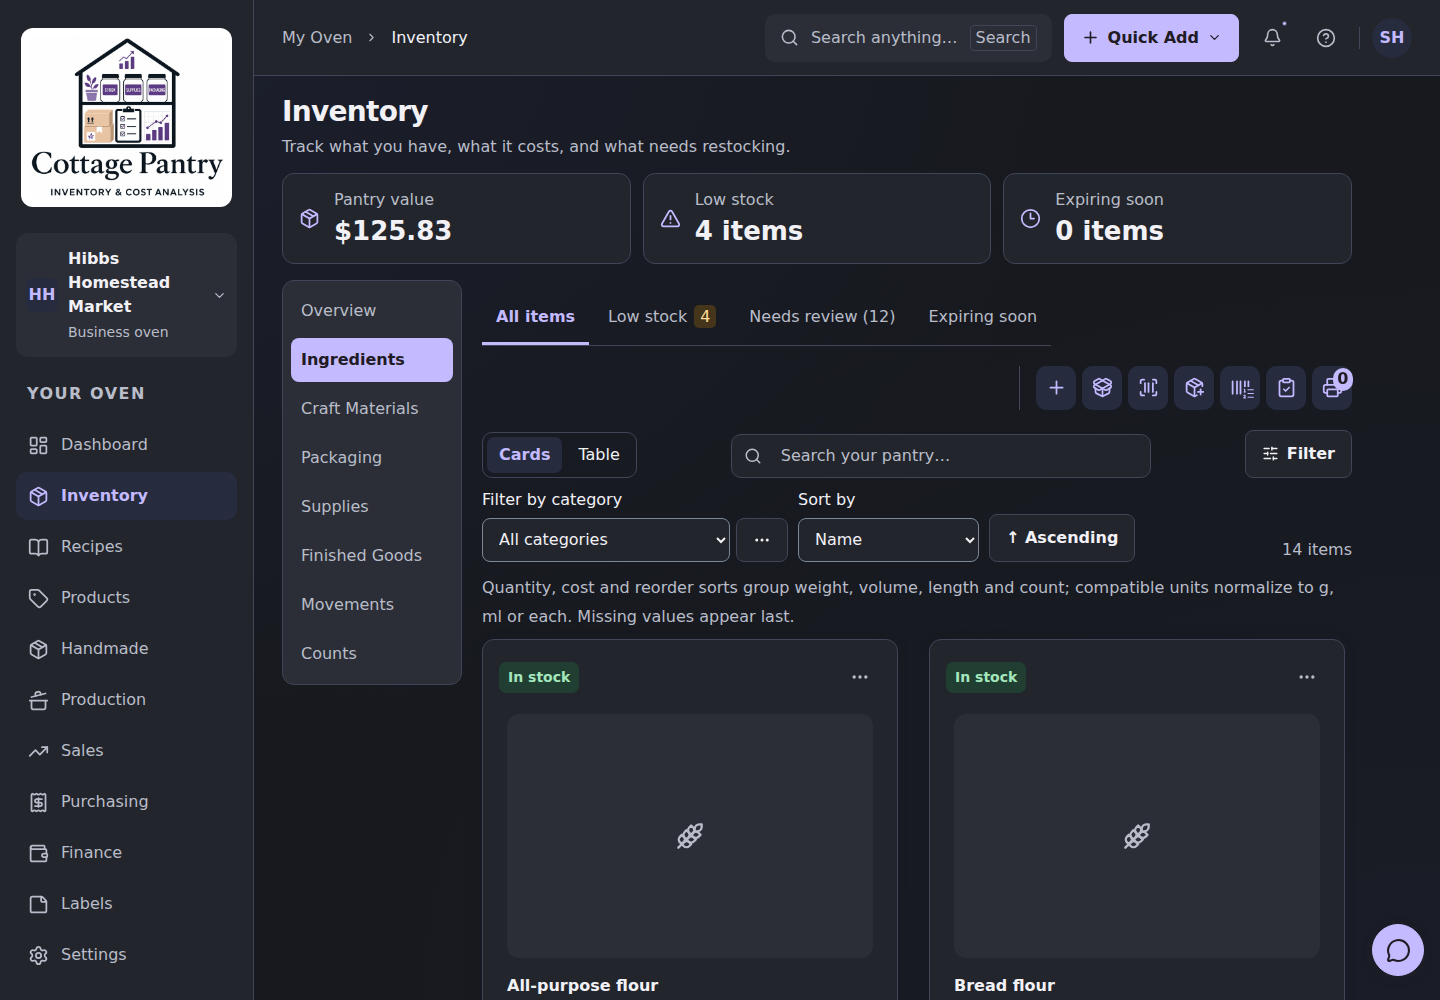 Cottage Pantry
INVENTORY & COST ANALYSIS
HH
Hibbs
Homestead
Market
Business oven
YOUR OVEN
Dashboard
Inventory
Recipes
Products
Handmade
Production
Sales
Purchasing
Finance
Labels
Settings
My Oven > Inventory
Search anything… Search
+ Quick Add
SH
Inventory
Track what you have, what it costs, and what needs restocking.
Pantry value
$125.83
Low stock
4 items
Expiring soon
0 items
Overview
Ingredients
Craft Materials
Packaging
Supplies
Finished Goods
Movements
Counts
All items Low stock 4 Needs review (12) Expiring soon
0
Cards Table
Search your pantry…
Filter
Filter by category
Sort by
All categories ··· Name ↑ Ascending
14 items
Quantity, cost and reorder sorts group weight, volume, length and count; compatible units normalize to g,
ml or each. Missing values appear last.
In stock
In stock
All-purpose flour
Bread flour